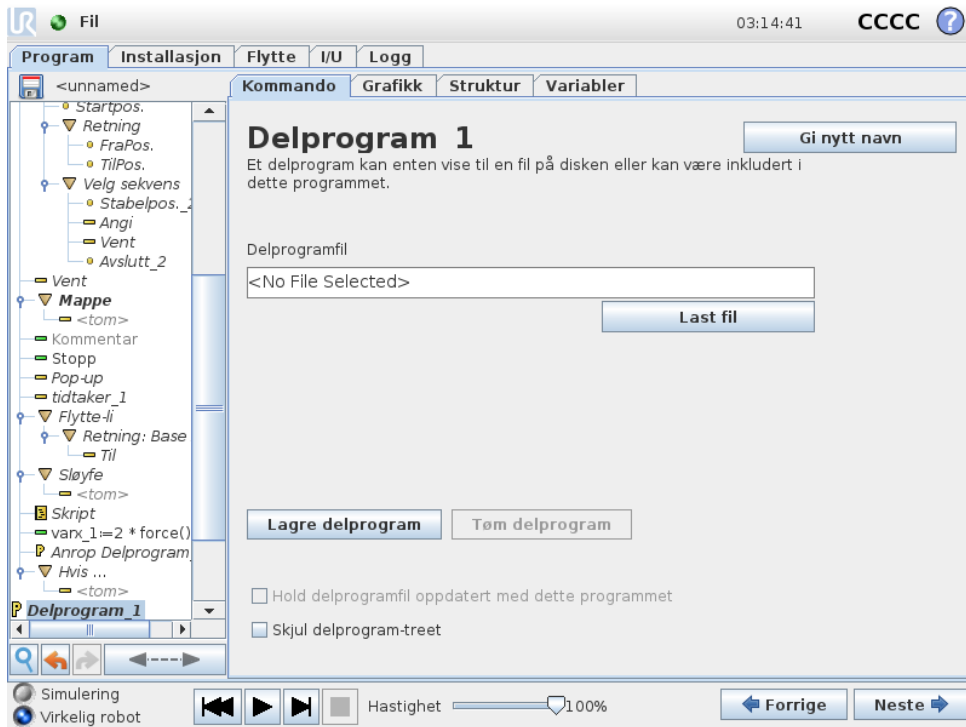 UR Fil 03:14:41 CCCC ?
Program Installasjon Flytte I/U Logg
<unnamed>
Kommando Grafikk Struktur Variabler
Startpos.
Retning
FraPos.
TilPos.
Velg sekvens
Stabelpos._2
Angi
Vent
Avslutt_2
Vent
Mappe
<tom>
Kommentar
Stopp
Pop-up
tidtaker_1
Flytte-li
Retning: Base
Til
Sløyfe
<tom>
Skript
varx_1:=2 * force()
Anrop Delprogram_
Hvis ...
<tom>
P Delprogram_1
Delprogram 1
Gi nytt navn
Et delprogram kan enten vise til en fil på disken eller kan være inkludert i
dette programmet.
Delprogramfil
<No File Selected>
Last fil
Lagre delprogram Tøm delprogram
Hold delprogramfil oppdatert med dette programmet
Skjul delprogram-treet
Simulering
Virkelig robot
Hastighet 100%
Forrige Neste